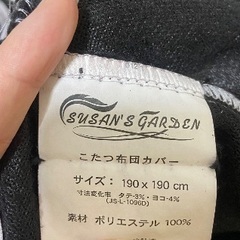 SUSAN'S GARDEN
こたつ布団カバー
サイズ：190 x 190 cm
寸法変化率 タテ-3%・ヨコ-4%
(JIS-L-1096D)
素材 ポリエステル 100%